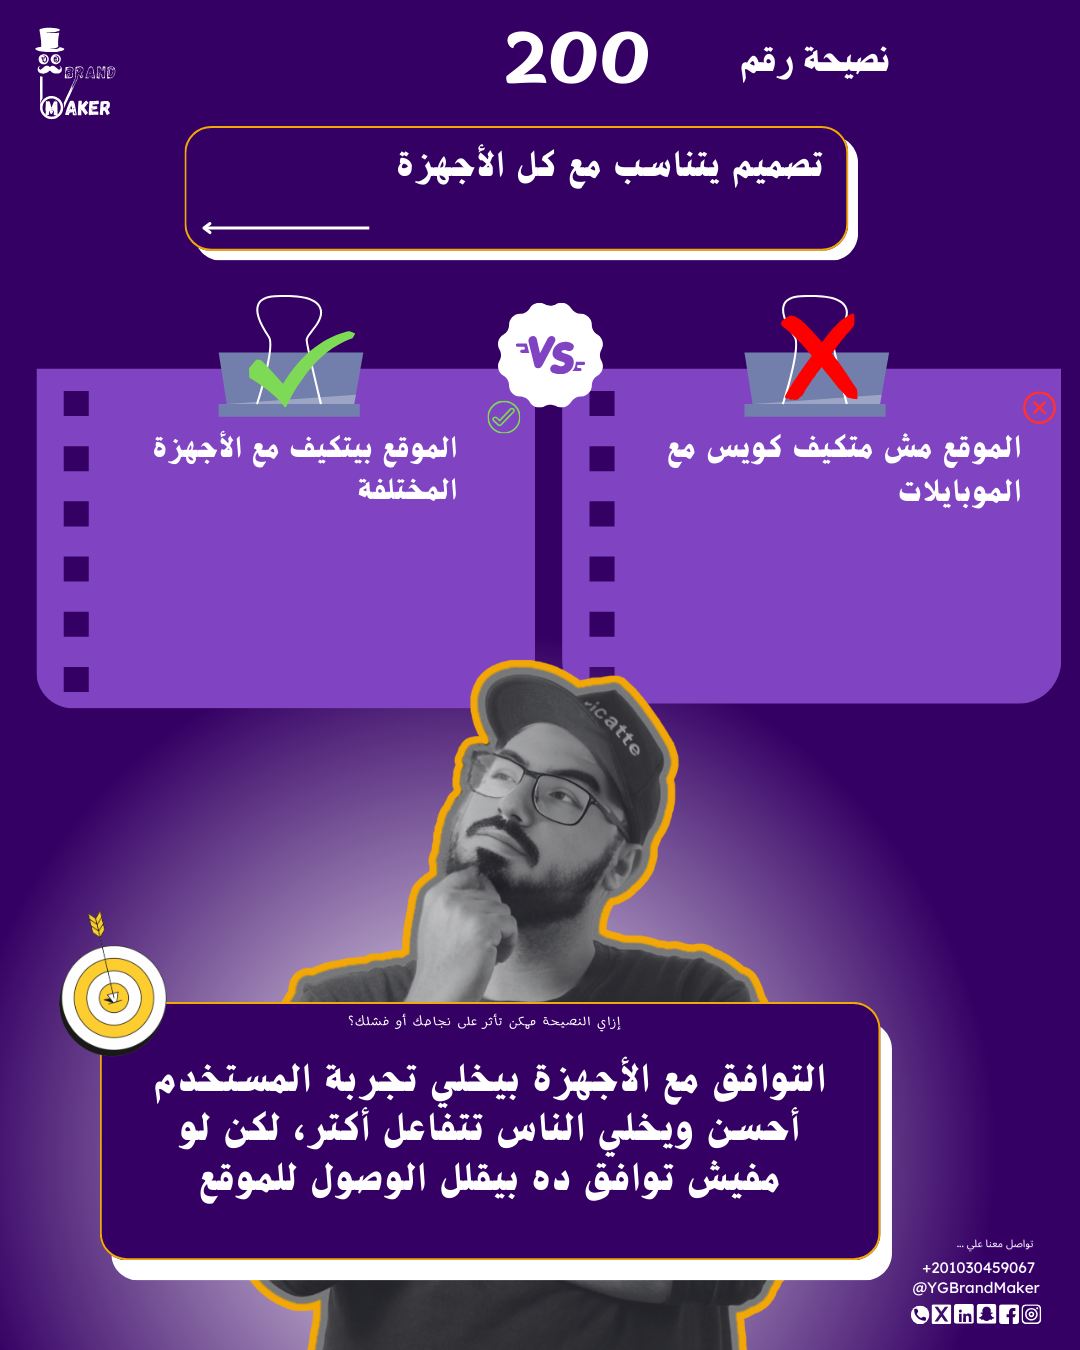 BRAND
MAKER
نصيحة رقم 200
تصميم يتناسب مع كل الأجهزة
VS
الموقع مش متكيف كويس مع
الموبايلات
الموقع بيتكيف مع الأجهزة
المختلفة
icatte
إزاي النصيحة ممكن تأثر على نجاحك أو فشلك؟
التوافق مع الأجهزة بيخلي تجربة المستخدم
أحسن ويخلي الناس تتفاعل أكتر، لكن لو
مفيش توافق ده بيقلل الوصول للموقع
تواصل معنا علي ...
+201030459067
@YGBrandMaker